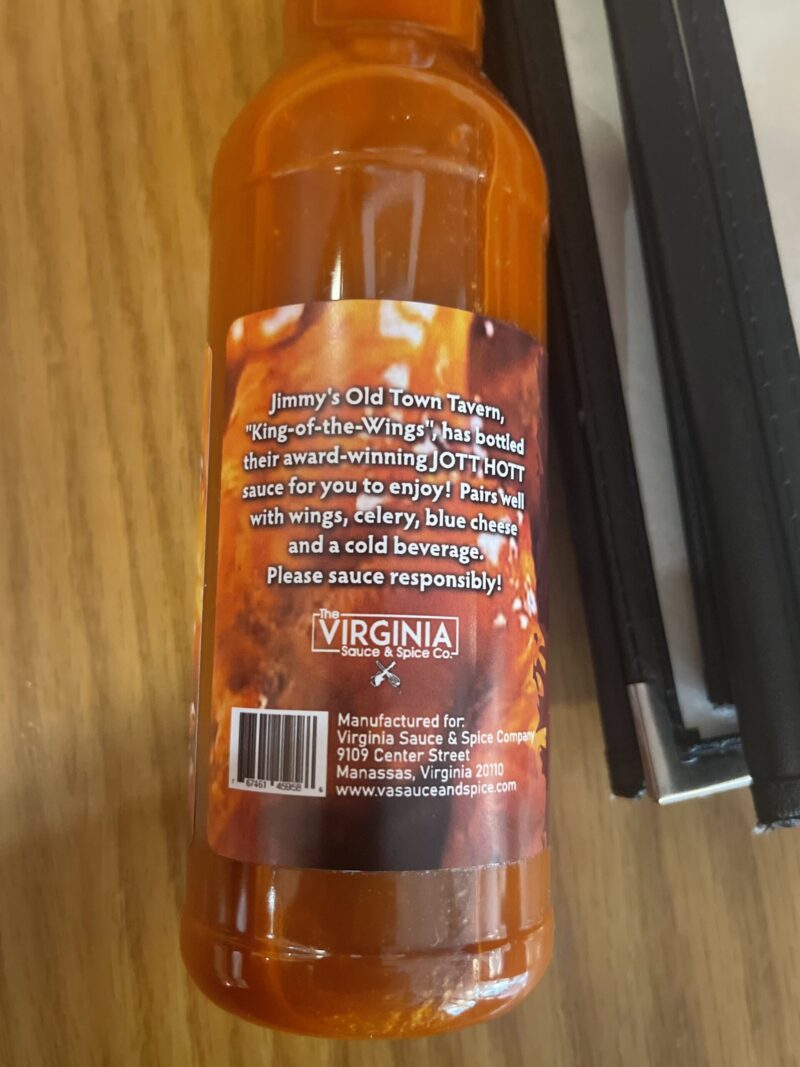 Jimmy's Old Town Tavern,
"King-of-the-Wings", has bottled
their award-winning JOTT HOTT
sauce for you to enjoy! Pairs well
with wings, celery, blue cheese
and a cold beverage.
Please sauce responsibly!
The
VIRGINIA
Sauce & Spice Co.
Manufactured for:
Virginia Sauce & Spice Company
9109 Center Street
Manassas, Virginia 20110
www.vasauceandspice.com